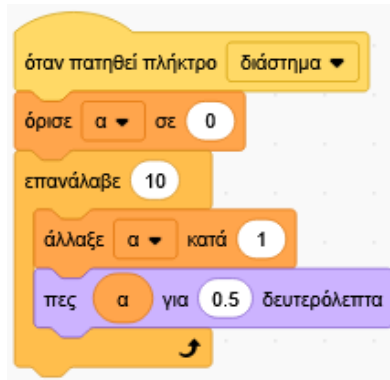 όταν πατηθεί πλήκτρο διάστημα
όρισε α σε 0
επανάλαβε 10
άλλαξε α κατά 1
πες α για 0.5 δευτερόλεπτα